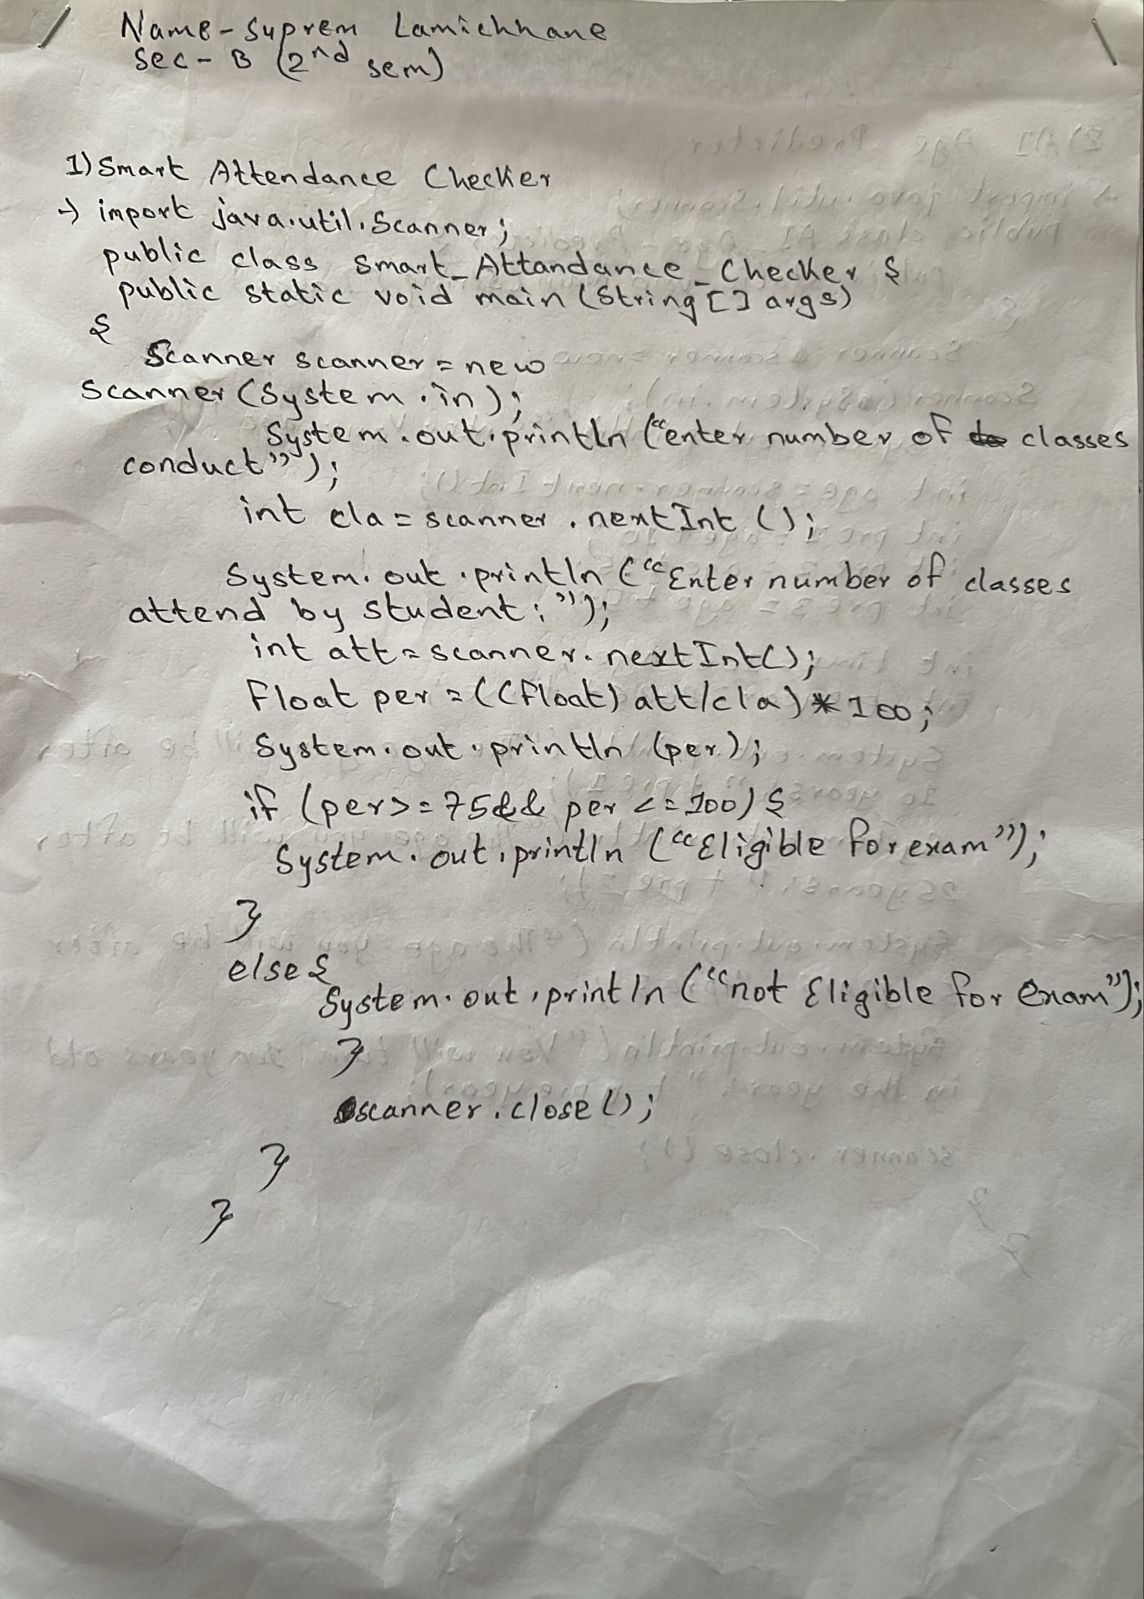 Name-Suprem Lamichhane
Sec-B (2nd sem)
1) Smart Attendance Checker
→ import java.util.Scanner;
public class Smart_Attandance_Checker {
public static void main (String[] args)
{
Scanner scanner = new
Scanner (System.in);
System.out.println ("enter number of classes
conduct");
int cla = scanner.nextInt ();
System.out.println ("Enter number of classes
attend by student:");
int att = scanner.nextInt();
float per = ((float) att/cla) * 100;
System.out.println (per);
if (per >= 75 && per <= 100) {
System.out.println ("Eligible for exam");
}
else {
System.out.println ("not Eligible for Exam");
}
scanner.close();
}
}